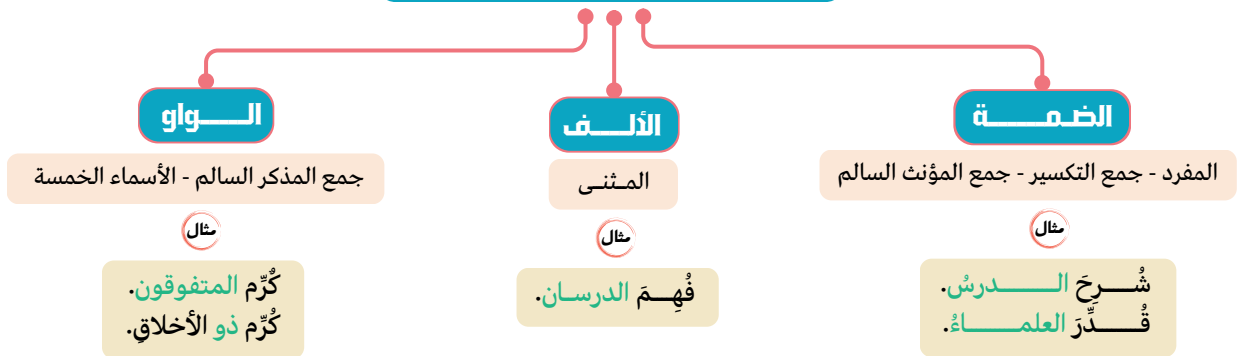 الضمة
المفرد - جمع التكسير - جمع المؤنث السالم
مثال
شُرِحَ الدرسُ.
قُدِّرَ العلماءُ.
الألف
المثنى
مثال
فُهِمَ الدرسان.
الواو
جمع المذكر السالم - الأسماء الخمسة
مثال
كُرِّم المتفوقون.
كُرِّم ذو الأخلاقِ.